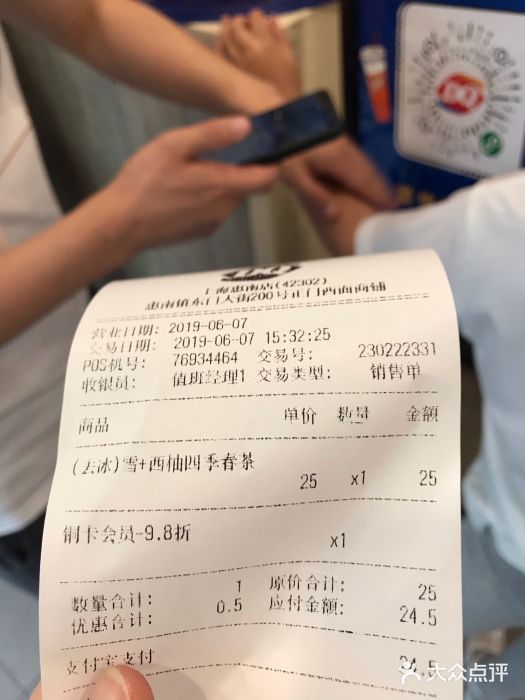 DQ
上海惠南店(42302)
惠南镇东门大街200号正门西面商铺
营业日期: 2019-06-07
交易日期: 2019-06-07 15:32:25
POS机号: 76934464 交易号: 230222331
收银员: 值班经理1 交易类型: 销售单
商品 单价 数量 金额
(去冰)雪+西柚四季春茶
25 x1 25
铜卡会员-9.8折
x1
数量合计: 1 原价合计: 25
优惠合计: 0.5 应付金额: 24.5
支付宝支付 24.5
大众点评